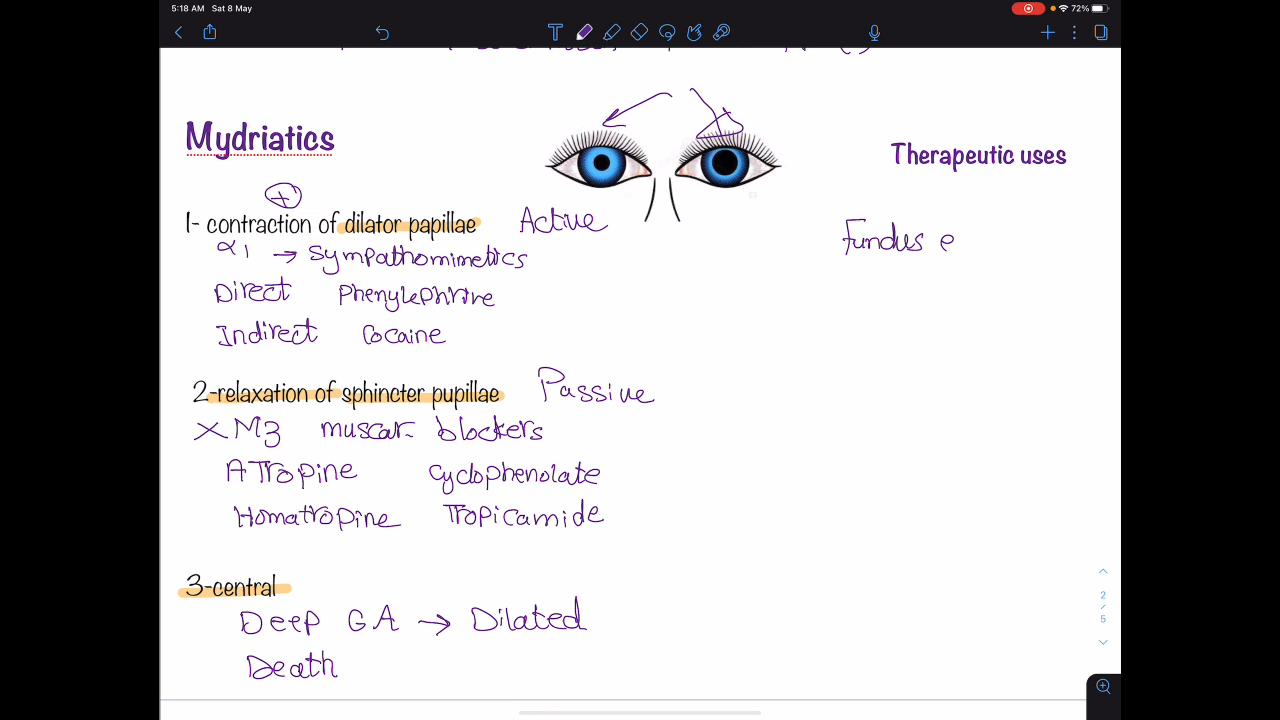 5:18 AM Sat 8 May
72%
Mydriatics
Therapeutic uses
+
1- contraction of dilator papillae Active
α1 → sympathomimetics
Direct Phenylephrine
Indirect Cocaine
Fundus e
2-relaxation of sphincter pupillae Passive
X M3 muscar. blockers
ATropine Cyclophenolate
Homatropine Tropicamide
3-central
Deep GA → Dilated
Death
2
/
5